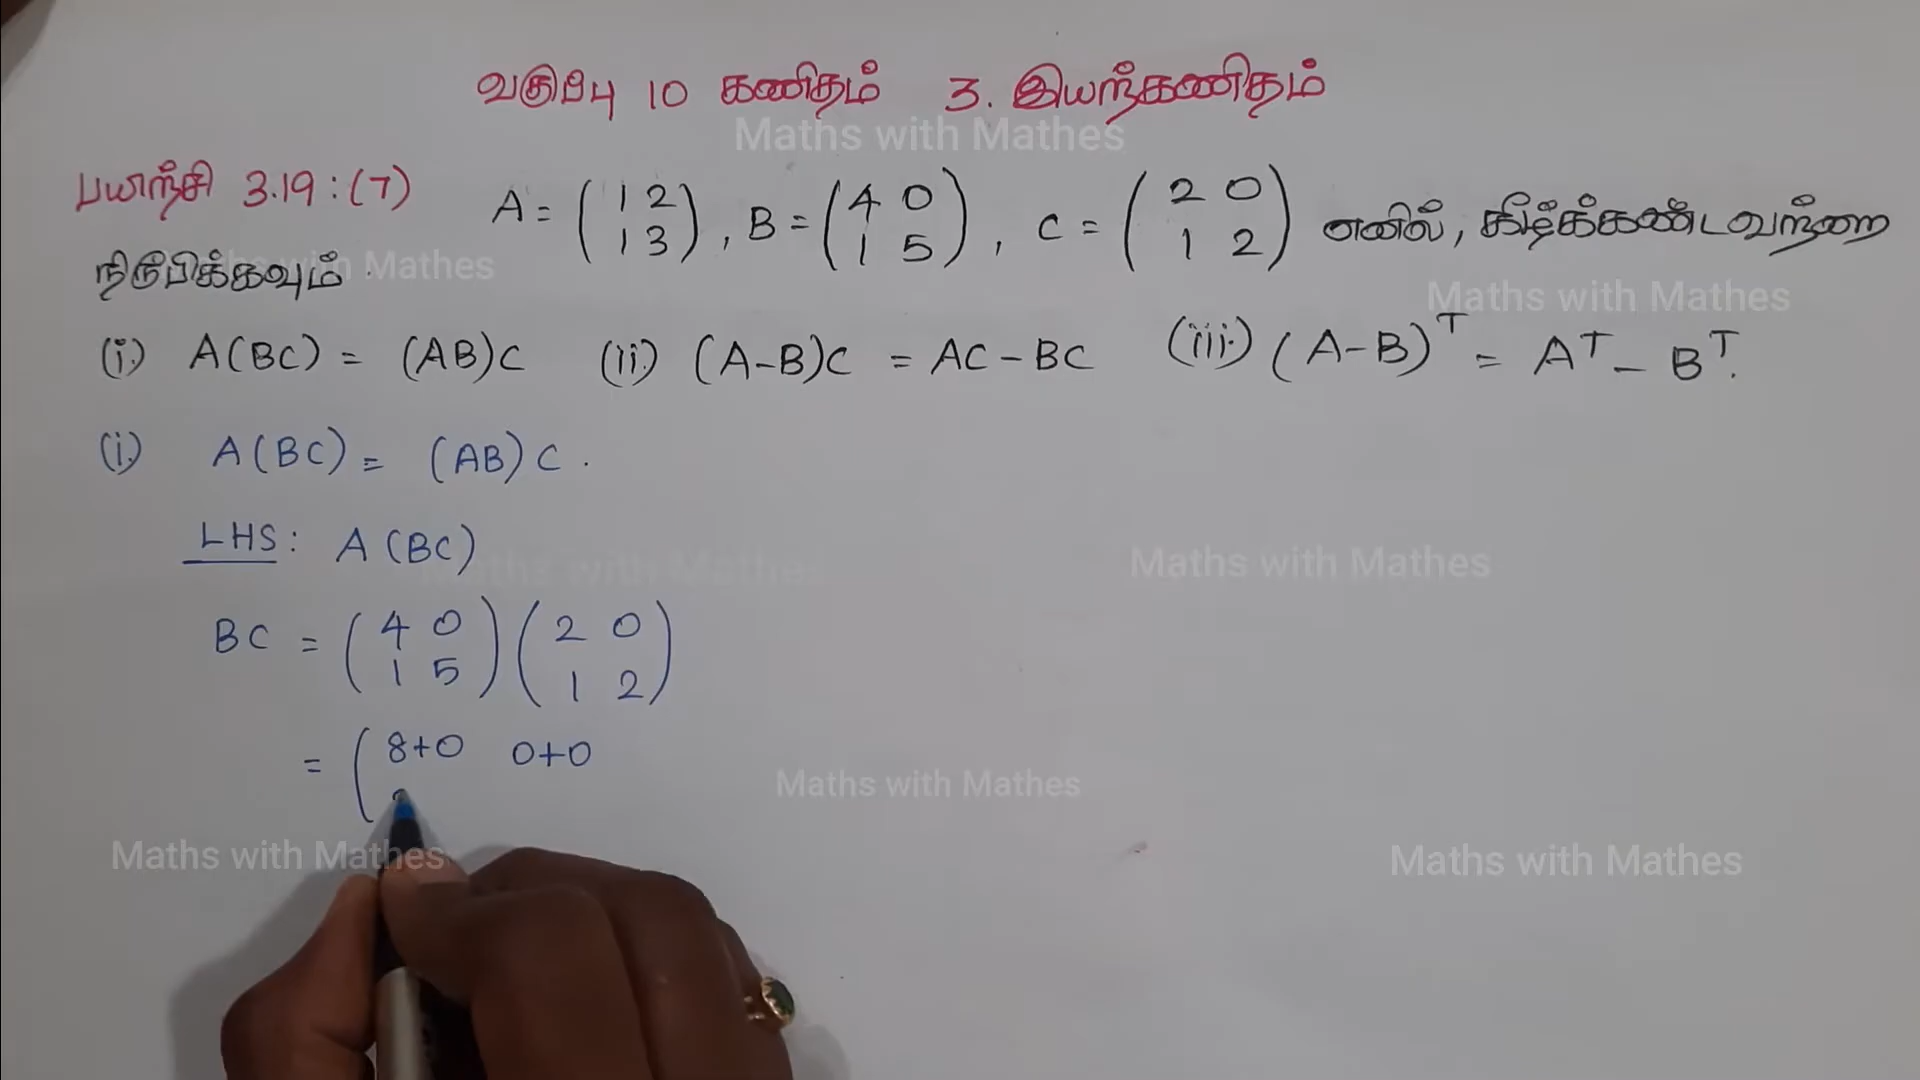 வகுப்பு 10 கணிதம் 3. இயற்கணிதம்
Maths with Mathes
பயிற்சி 3.19 : (7) A = (1 2 1 3), B = (4 0 1 5), C = (2 0 1 2) எனில், கீழ்க்கண்டவற்றை
நிரூபிக்கவும்.
Maths with Mathes
Maths with Mathes
(i) A(BC) = (AB)C (ii) (A-B)C = AC - BC (iii) (A-B)ᵀ = Aᵀ - Bᵀ.
(i) A(BC) = (AB)C.
LHS: A(BC)
Maths with Mathes
Maths with Mathes
BC = (4 0 1 5)(2 0 1 2)
= (8+0 0+0
Maths with Mathes
Maths with Mathes
Maths with Mathes